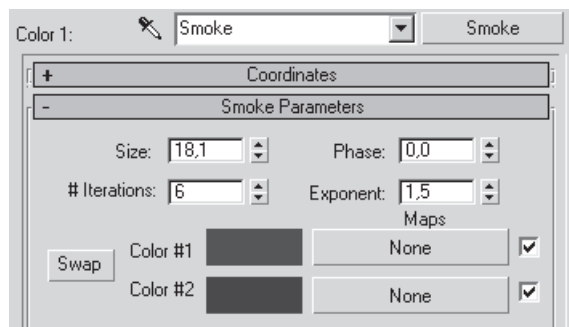 Color 1: Smoke Smoke
+ Coordinates
- Smoke Parameters
Size: 18,1 Phase: 0,0
# Iterations: 6 Exponent: 1,5
Maps
Swap Color #1 None
Color #2 None